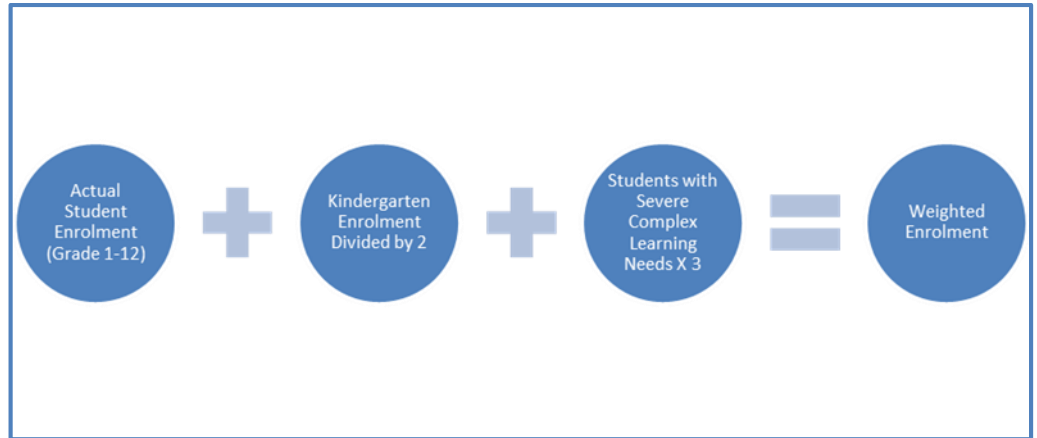 Actual
Student
Enrolment
(Grade 1-12)
Kindergarten
Enrolment
Divided by 2
Students with
Severe
Complex
Learning
Needs X 3
Weighted
Enrolment